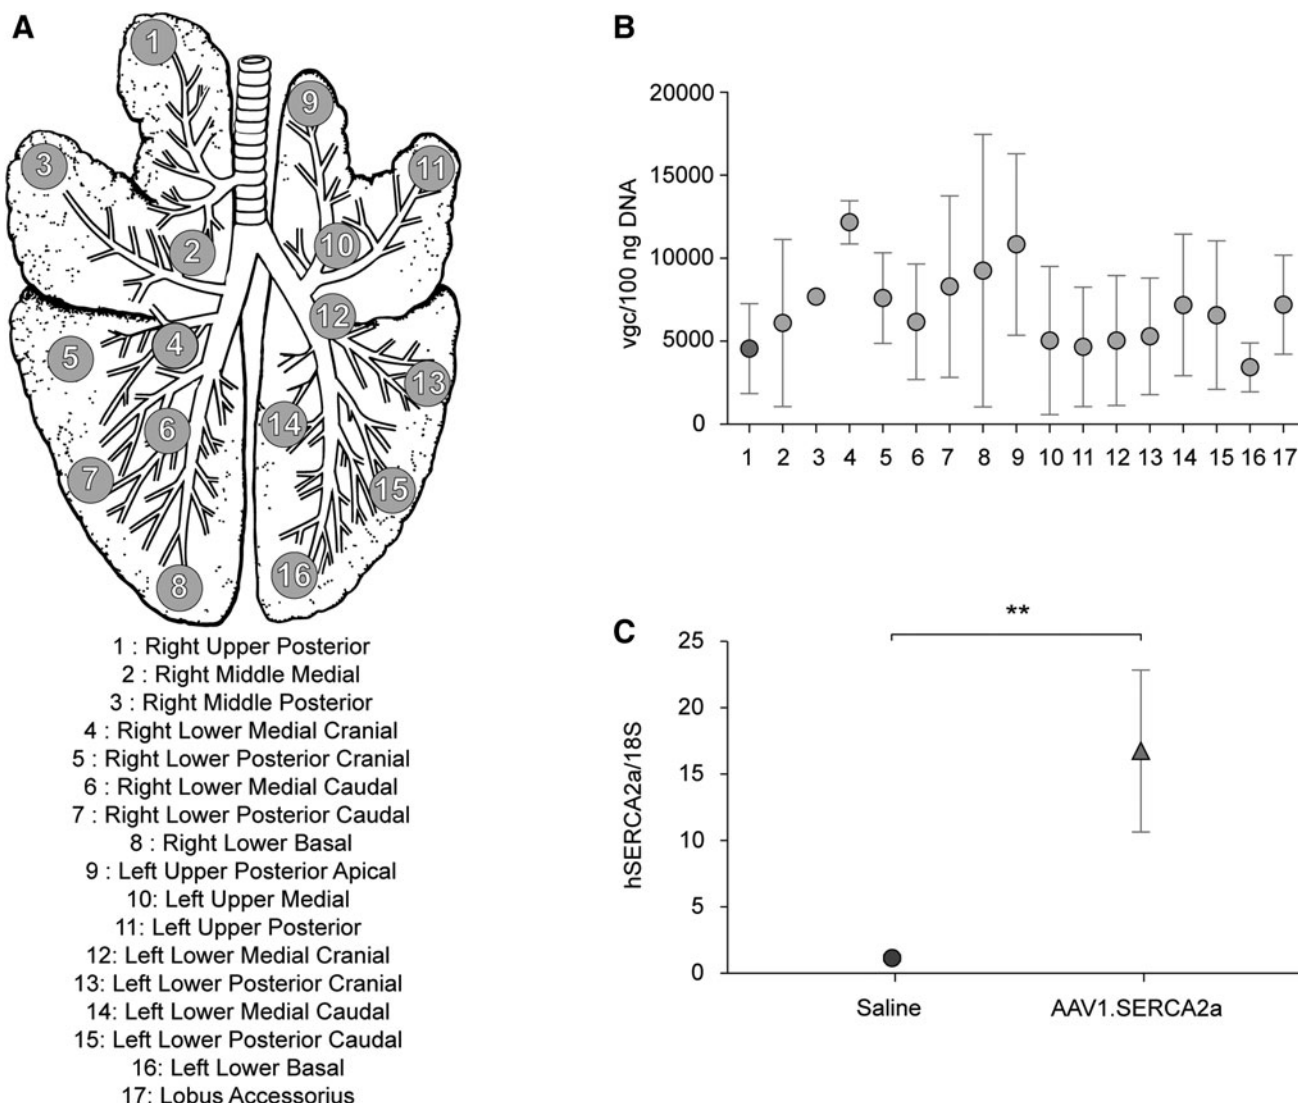 A
1
9
3
11
2
10
12
4
5
13
14
6
7
15
16
8
1 : Right Upper Posterior
2 : Right Middle Medial
3 : Right Middle Posterior
4 : Right Lower Medial Cranial
5 : Right Lower Posterior Cranial
6 : Right Lower Medial Caudal
7 : Right Lower Posterior Caudal
8 : Right Lower Basal
9 : Left Upper Posterior Apical
10: Left Upper Medial
11: Left Upper Posterior
12: Left Lower Medial Cranial
13: Left Lower Posterior Cranial
14: Left Lower Medial Caudal
15: Left Lower Posterior Caudal
16: Left Lower Basal
17: Lobus Accessorius
B
vgc/100 ng DNA
20000
15000
10000
5000
0
1 2 3 4 5 6 7 8 9 10 11 12 13 14 15 16 17
C
**
hSERCA2a/18S
25
20
15
10
5
0
Saline AAV1.SERCA2a